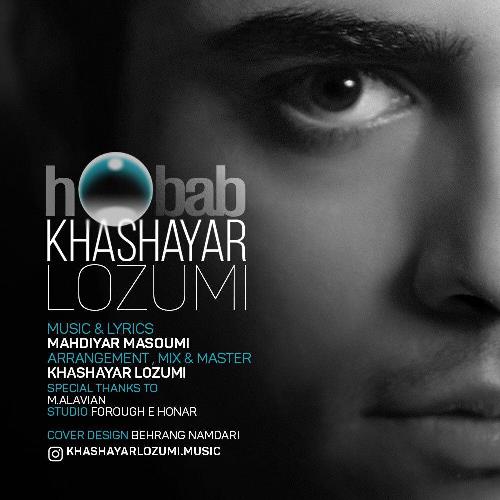 hobab
KHASHAYAR
LOZUMI
MUSIC & LYRICS
MAHDIYAR MASOUMI
ARRANGEMENT , MIX & MASTER
KHASHAYAR LOZUMI
SPECIAL THANKS TO
M.ALAVIAN
STUDIO FOROUGH E HONAR
COVER DESIGN BEHRANG NAMDARI
KHASHAYARLOZUMI.MUSIC